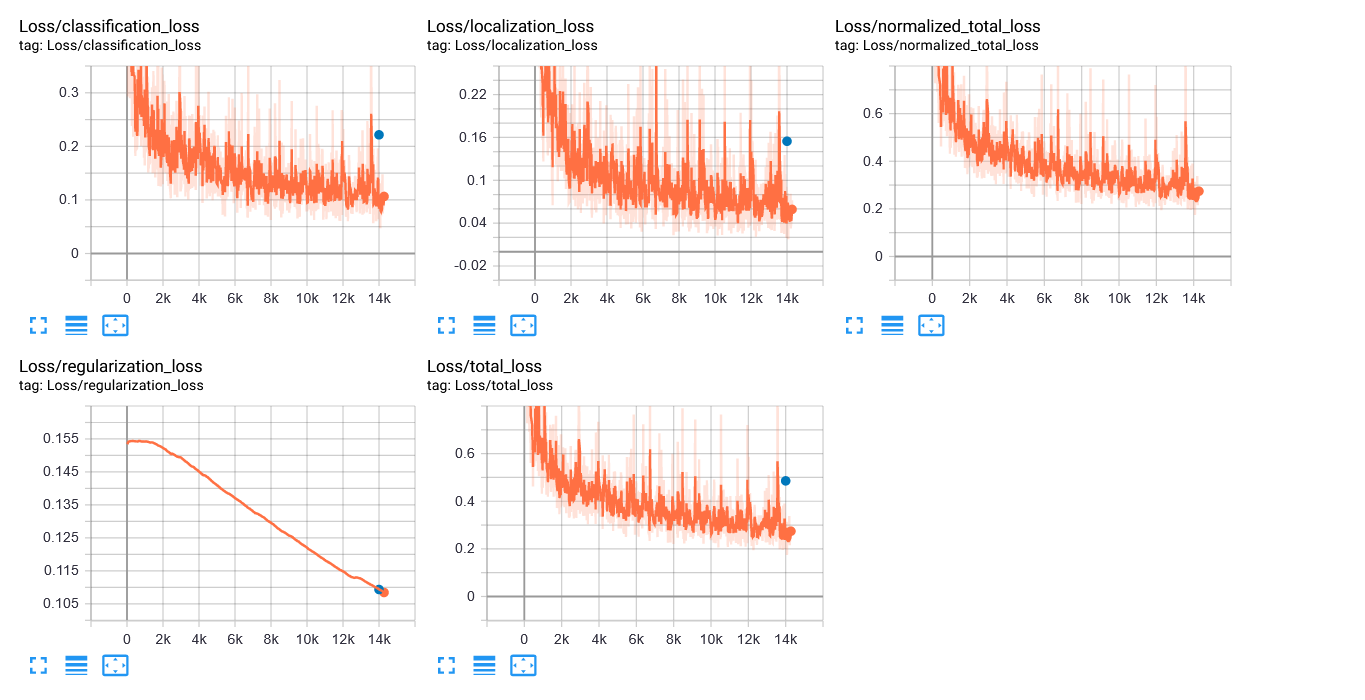 Loss/classification_loss
tag: Loss/classification_loss
0.3
0.2
0.1
0
0 2k 4k 6k 8k 10k 12k 14k
Loss/localization_loss
tag: Loss/localization_loss
0.22
0.16
0.1
0.04
-0.02
0 2k 4k 6k 8k 10k 12k 14k
Loss/normalized_total_loss
tag: Loss/normalized_total_loss
0.6
0.4
0.2
0
0 2k 4k 6k 8k 10k 12k 14k
Loss/regularization_loss
tag: Loss/regularization_loss
0.155
0.145
0.135
0.125
0.115
0.105
0 2k 4k 6k 8k 10k 12k 14k
Loss/total_loss
tag: Loss/total_loss
0.6
0.4
0.2
0
0 2k 4k 6k 8k 10k 12k 14k